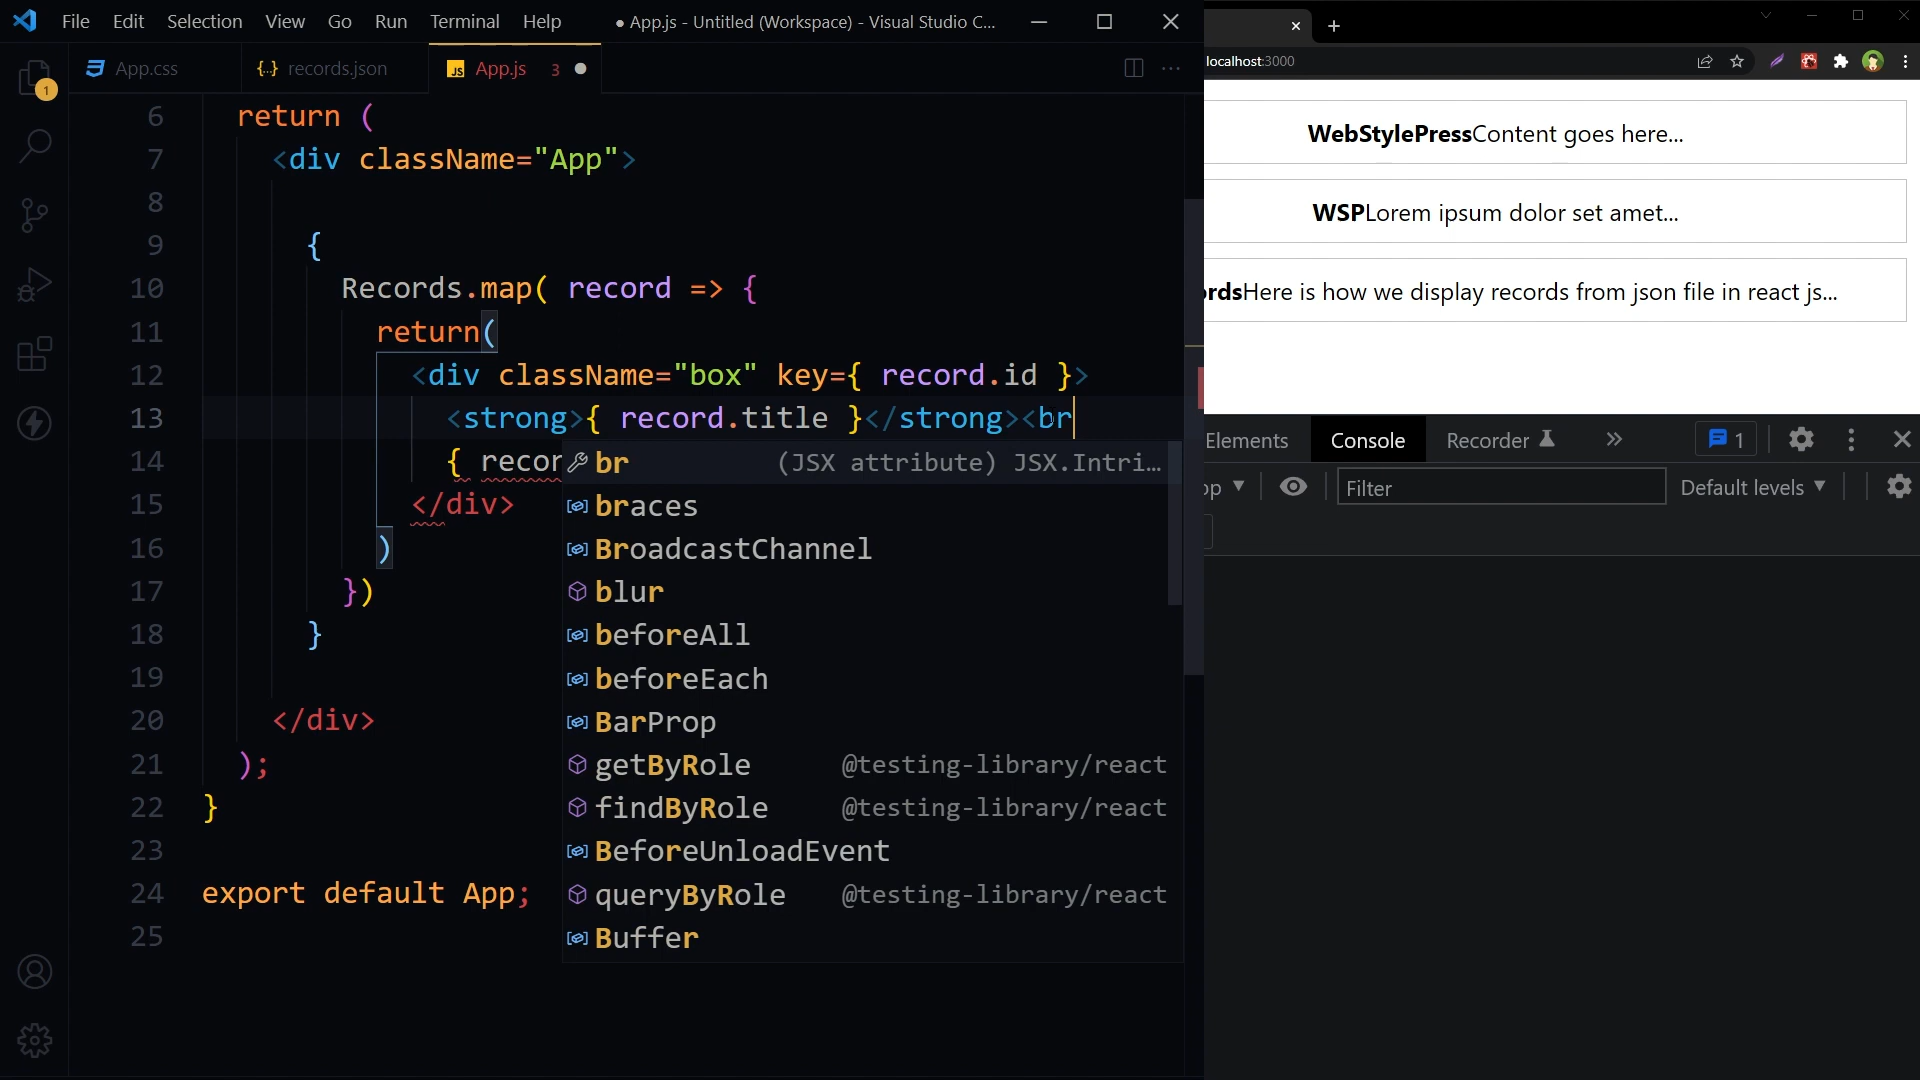 File Edit Selection View Go Run Terminal Help ● App.js - Untitled (Workspace) - Visual Studio C...
App.css {..} records.json JS App.js 3
1
6 return (
7 <div className="App">
8
9 {
10 Records.map( record => {
11 return(
12 <div className="box" key={ record.id }>
13 <strong>{ record.title }</strong><br
14 { recor
15 </div>
16 )
17 })
18 }
19
20 </div>
21 );
22 }
23
24 export default App;
25
br (JSX attribute) JSX.Intri...
braces
BroadcastChannel
blur
beforeAll
beforeEach
BarProp
getByRole @testing-library/react
findByRole @testing-library/react
BeforeUnloadEvent
queryByRole @testing-library/react
Buffer
localhost:3000
WebStylePressContent goes here...
WSPLorem ipsum dolor set amet...
rdsHere is how we display records from json file in react js...
Elements Console Recorder 1
op Filter Default levels